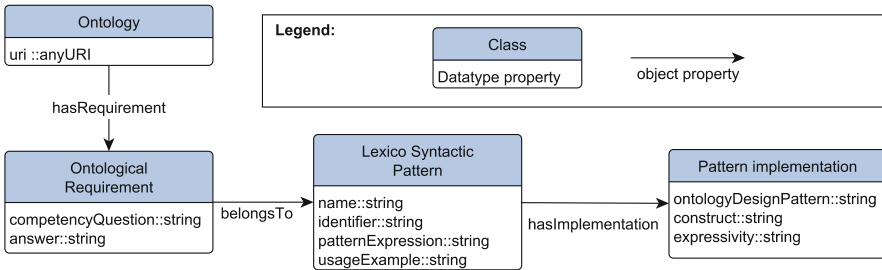 Ontology
uri ::anyURI
Legend:
Class
Datatype property
object property
hasRequirement
Ontological
Requirement
competencyQuestion::string
answer::string
belongsTo
Lexico Syntactic
Pattern
name::string
identifier::string
patternExpression::string
usageExample::string
hasImplementation
Pattern implementation
ontologyDesignPattern::string
construct::string
expressivity::string